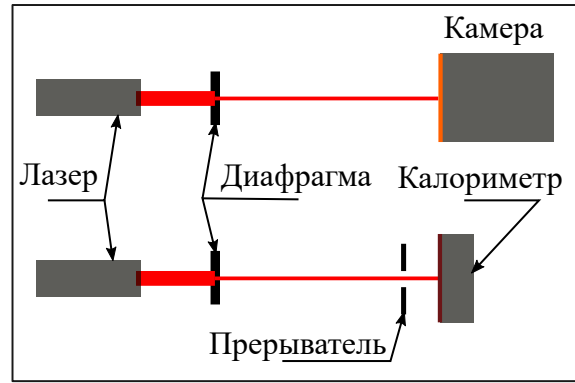 Камера
Лазер
Диафрагма
Калориметр
Прерыватель